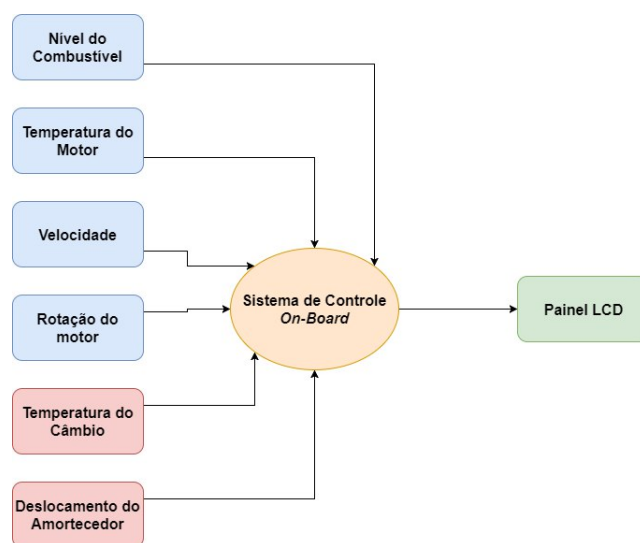 Nível do
Combustível
Temperatura do
Motor
Velocidade
Rotação do
motor
Temperatura do
Câmbio
Deslocamento do
Amortecedor
Sistema de Controle
On-Board
Painel LCD